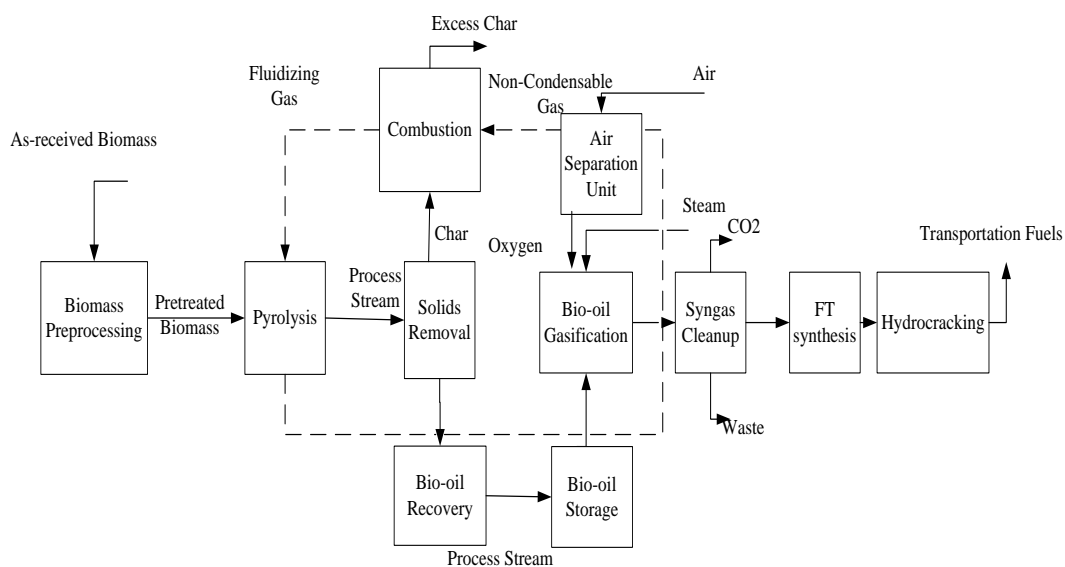 Excess Char
Fluidizing
Gas
Non-Condensable
Gas
Air
Combustion
Air
Separation
Unit
As-received Biomass
Char
Oxygen
Steam
CO2
Transportation Fuels
Biomass
Preprocessing
Pretreated
Biomass
Pyrolysis
Process
Stream
Solids
Removal
Bio-oil
Gasification
Syngas
Cleanup
FT
synthesis
Hydrocracking
Waste
Bio-oil
Recovery
Bio-oil
Storage
Process Stream